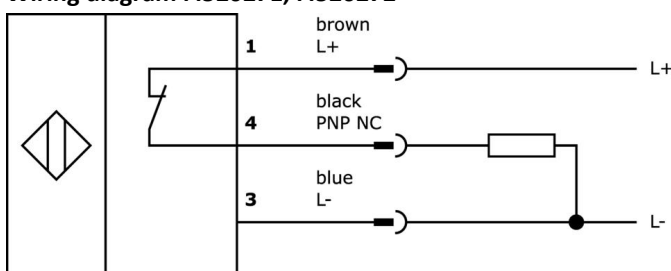 Wiring diagram
brown
1 L+
L+
black
4 PNP NC
blue
3 L-
L-